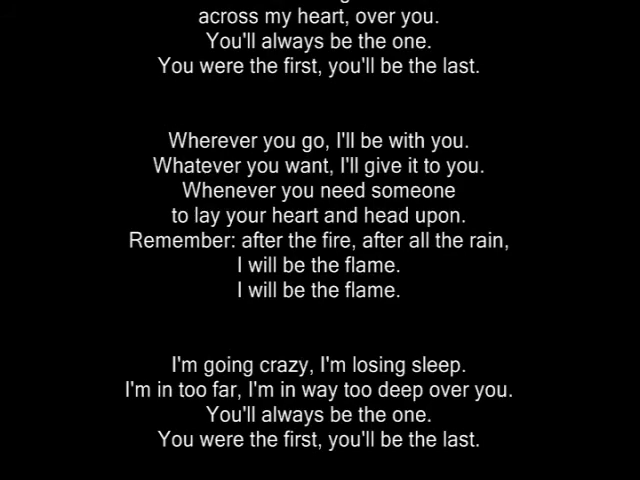 across my heart, over you.
You'll always be the one.
You were the first, you'll be the last.
Wherever you go, I'll be with you.
Whatever you want, I'll give it to you.
Whenever you need someone
to lay your heart and head upon.
Remember: after the fire, after all the rain,
I will be the flame.
I will be the flame.
I'm going crazy, I'm losing sleep.
I'm in too far, I'm in way too deep over you.
You'll always be the one.
You were the first, you'll be the last.